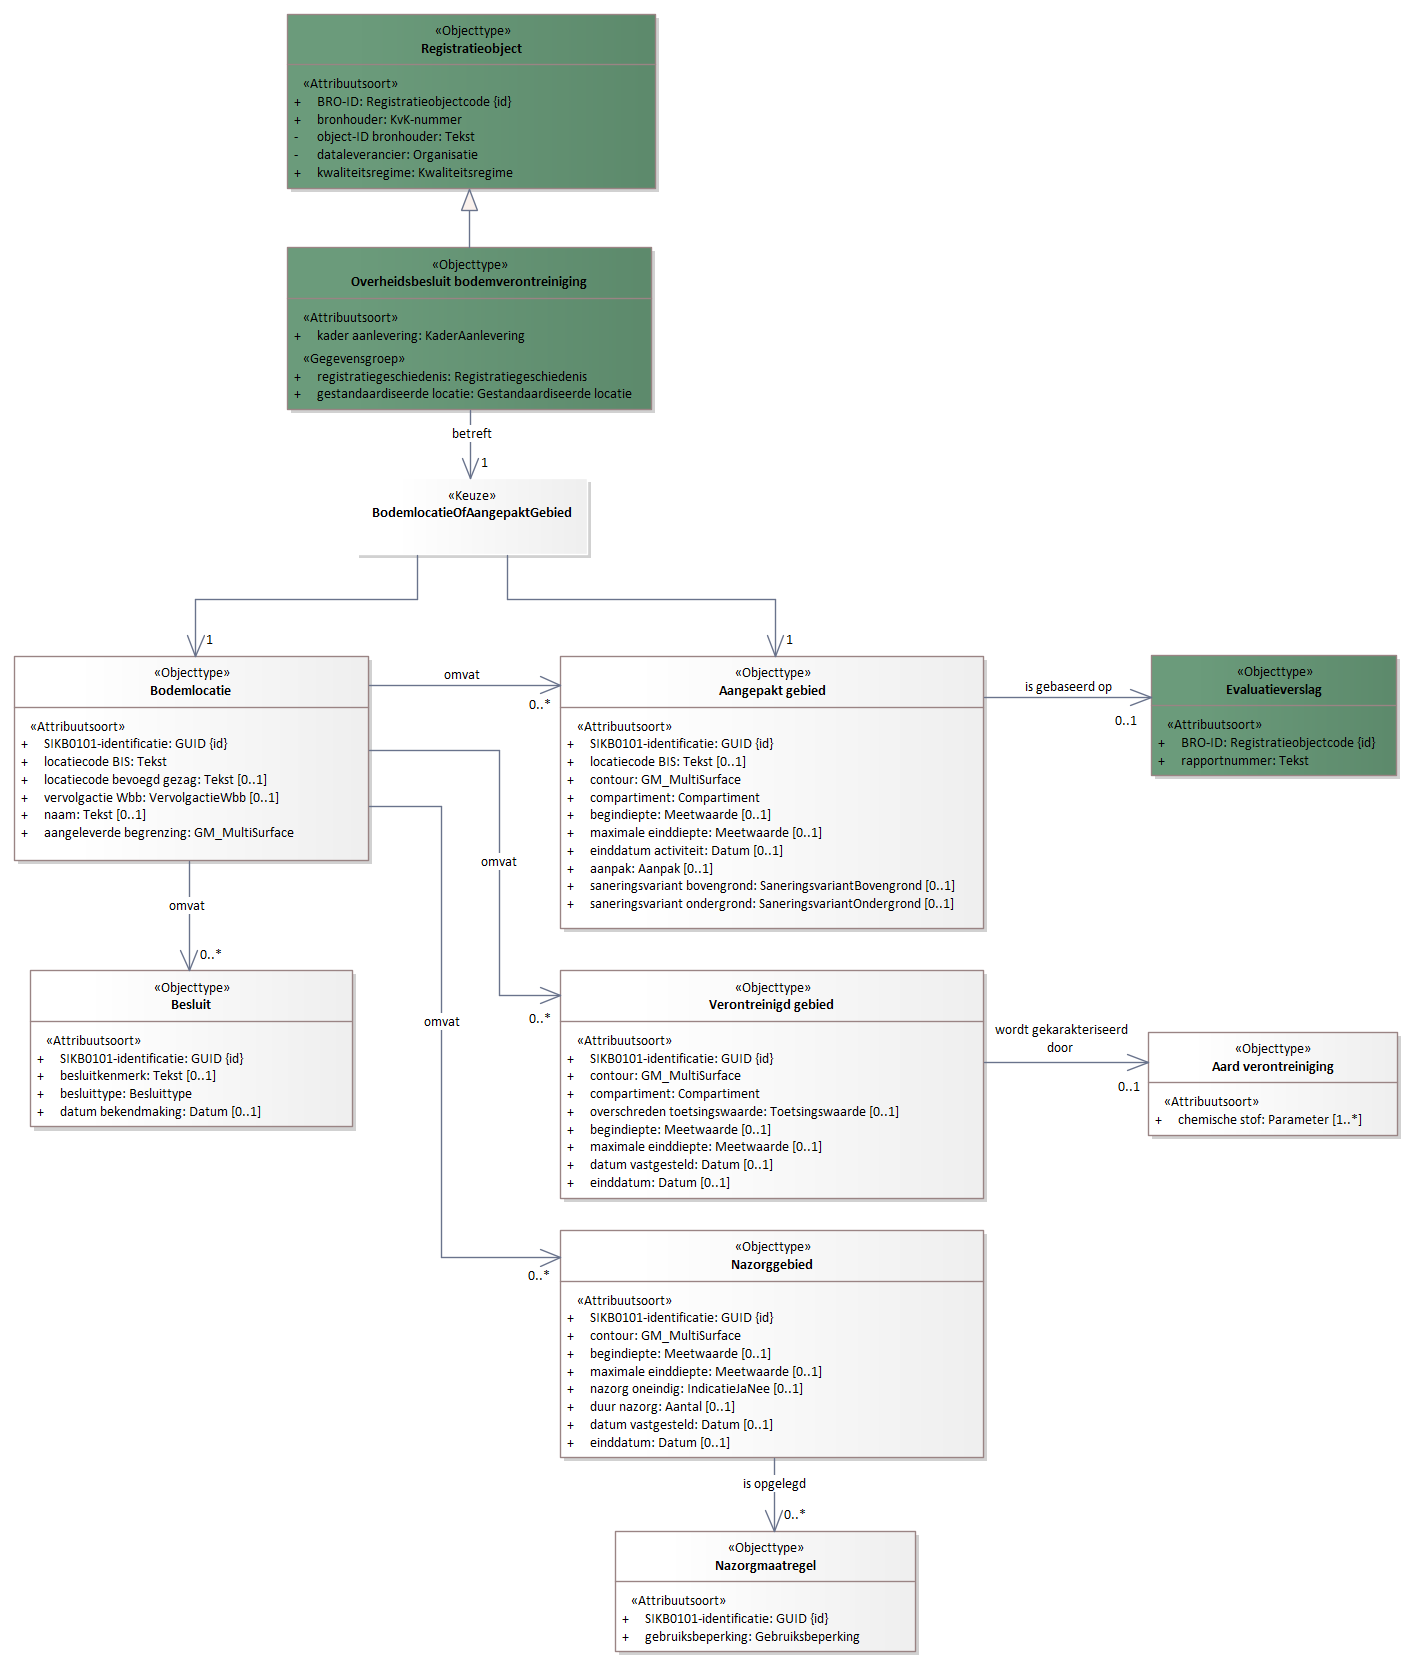 «Objecttype»
Registratieobject
«Attribuutsoort»
+ BRO-ID: Registratieobjectcode {id}
+ bronhouder: KvK-nummer
- object-ID bronhouder: Tekst
- dataleverancier: Organisatie
+ kwaliteitsregime: Kwaliteitsregime
«Objecttype»
Overheidsbesluit bodemverontreiniging
«Attribuutsoort»
+ kader aanlevering: KaderAanlevering
«Gegevensgroep»
+ registratiegeschiedenis: Registratiegeschiedenis
+ gestandaardiseerde locatie: Gestandaardiseerde locatie
betreft
1
«Keuze»
BodemlocatieOfAangepaktGebied
1
1
«Objecttype»
Bodemlocatie
«Attribuutsoort»
+ SIKB0101-identificatie: GUID {id}
+ locatiecode BIS: Tekst
+ locatiecode bevoegd gezag: Tekst [0..1]
+ vervolgactie Wbb: VervolgactieWbb [0..1]
+ naam: Tekst [0..1]
+ aangeleverde begrenzing: GM_MultiSurface
omvat
0..*
«Objecttype»
Aangepakt gebied
«Attribuutsoort»
+ SIKB0101-identificatie: GUID {id}
+ locatiecode BIS: Tekst [0..1]
+ contour: GM_MultiSurface
+ compartiment: Compartiment
+ begindiepte: Meetwaarde [0..1]
+ maximale einddiepte: Meetwaarde [0..1]
+ einddatum activiteit: Datum [0..1]
+ aanpak: Aanpak [0..1]
+ saneringsvariant bovengrond: SaneringsvariantBovengrond [0..1]
+ saneringsvariant ondergrond: SaneringsvariantOndergrond [0..1]
is gebaseerd op
0..1
«Objecttype»
Evaluatieverslag
«Attribuutsoort»
+ BRO-ID: Registratieobjectcode {id}
+ rapportnummer: Tekst
omvat
0..*
omvat
0..*
omvat
0..*
«Objecttype»
Besluit
«Attribuutsoort»
+ SIKB0101-identificatie: GUID {id}
+ besluitkenmerk: Tekst [0..1]
+ besluittype: Besluittype
+ datum bekendmaking: Datum [0..1]
«Objecttype»
Verontreinigd gebied
«Attribuutsoort»
+ SIKB0101-identificatie: GUID {id}
+ contour: GM_MultiSurface
+ compartiment: Compartiment
+ overschreden toetsingswaarde: Toetsingswaarde [0..1]
+ begindiepte: Meetwaarde [0..1]
+ maximale einddiepte: Meetwaarde [0..1]
+ datum vastgesteld: Datum [0..1]
+ einddatum: Datum [0..1]
wordt gekarakteriseerd
door
0..1
«Objecttype»
Aard verontreiniging
«Attribuutsoort»
+ chemische stof: Parameter [1..*]
«Objecttype»
Nazorggebied
«Attribuutsoort»
+ SIKB0101-identificatie: GUID {id}
+ contour: GM_MultiSurface
+ begindiepte: Meetwaarde [0..1]
+ maximale einddiepte: Meetwaarde [0..1]
+ nazorg oneindig: IndicatieJaNee [0..1]
+ duur nazorg: Aantal [0..1]
+ datum vastgesteld: Datum [0..1]
+ einddatum: Datum [0..1]
is opgelegd
0..*
«Objecttype»
Nazorgmaatregel
«Attribuutsoort»
+ SIKB0101-identificatie: GUID {id}
+ gebruiksbeperking: Gebruiksbeperking